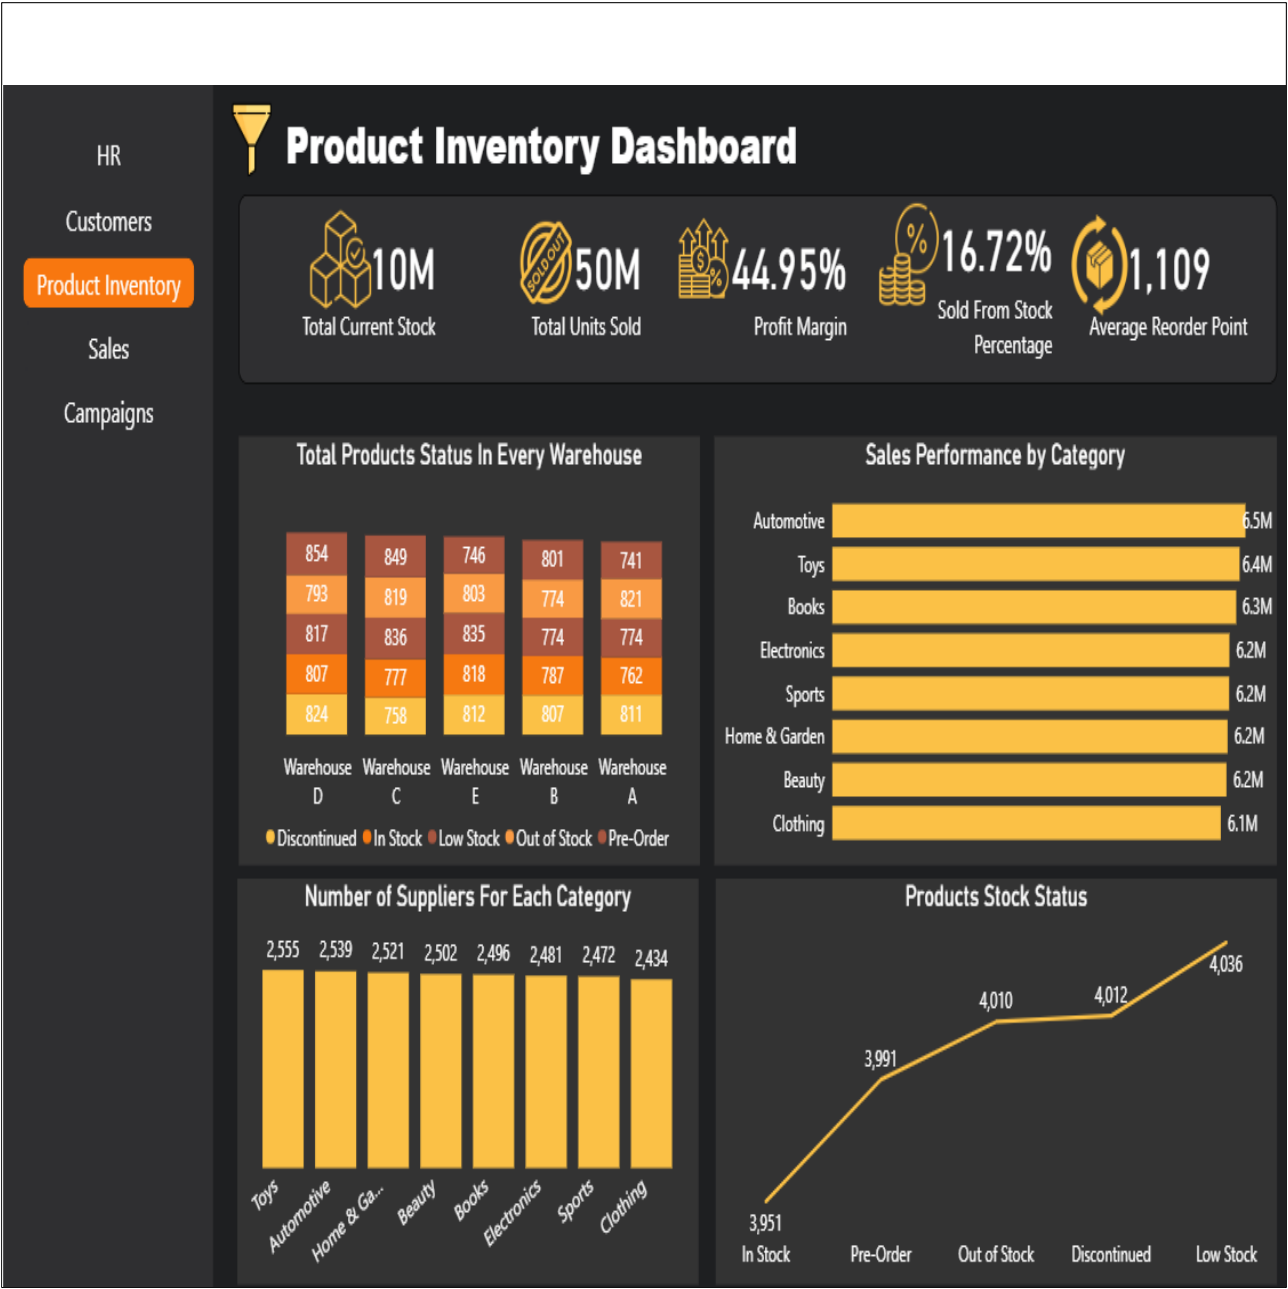 HR
Customers
Product Inventory
Sales
Campaigns
Product Inventory Dashboard
10M
Total Current Stock
SOLD OUT
50M
Total Units Sold
$
%
44.95%
Profit Margin
%
16.72%
Sold From Stock
Percentage
1,109
Average Reorder Point
Total Products Status In Every Warehouse
854 849 746 801 741
793 819 803 774 821
817 836 835 774 774
807 777 818 787 762
824 758 812 807 811
Warehouse Warehouse Warehouse Warehouse Warehouse
D C E B A
Discontinued In Stock Low Stock Out of Stock Pre-Order
Sales Performance by Category
Automotive 6.5M
Toys 6.4M
Books 6.3M
Electronics 6.2M
Sports 6.2M
Home & Garden 6.2M
Beauty 6.2M
Clothing 6.1M
Number of Suppliers For Each Category
2,555 2,539 2,521 2,502 2,496 2,481 2,472 2,434
Toys Automotive Home & Ga... Beauty Books Electronics Sports Clothing
Products Stock Status
3,951 3,991 4,010 4,012 4,036
In Stock Pre-Order Out of Stock Discontinued Low Stock